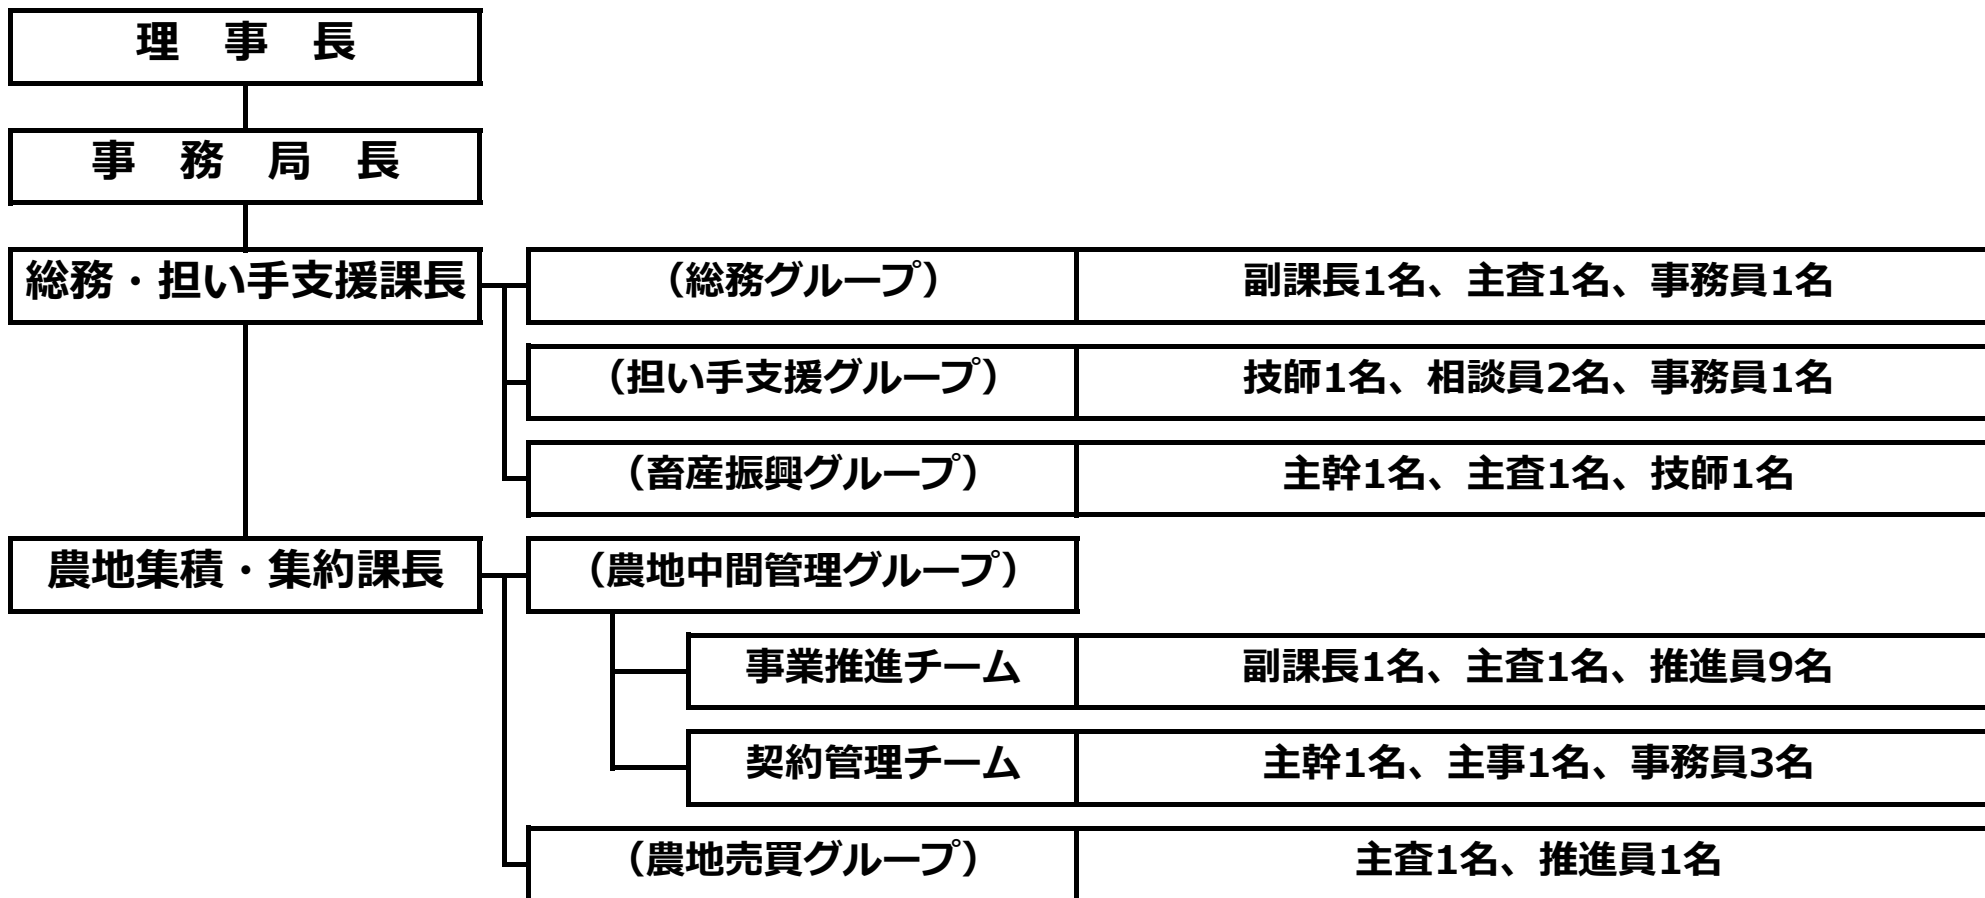 理　事　長
事　務　局　長
総務・担い手支援課長　（総務グループ）　副課長1名、主査1名、事務員1名
（担い手支援グループ）　技師1名、相談員2名、事務員1名
（畜産振興グループ）　主幹1名、主査1名、技師1名
農地集積・集約課長　（農地中間管理グループ）
事業推進チーム　副課長1名、主査1名、推進員9名
契約管理チーム　主幹1名、主事1名、事務員3名
（農地売買グループ）　主査1名、推進員1名